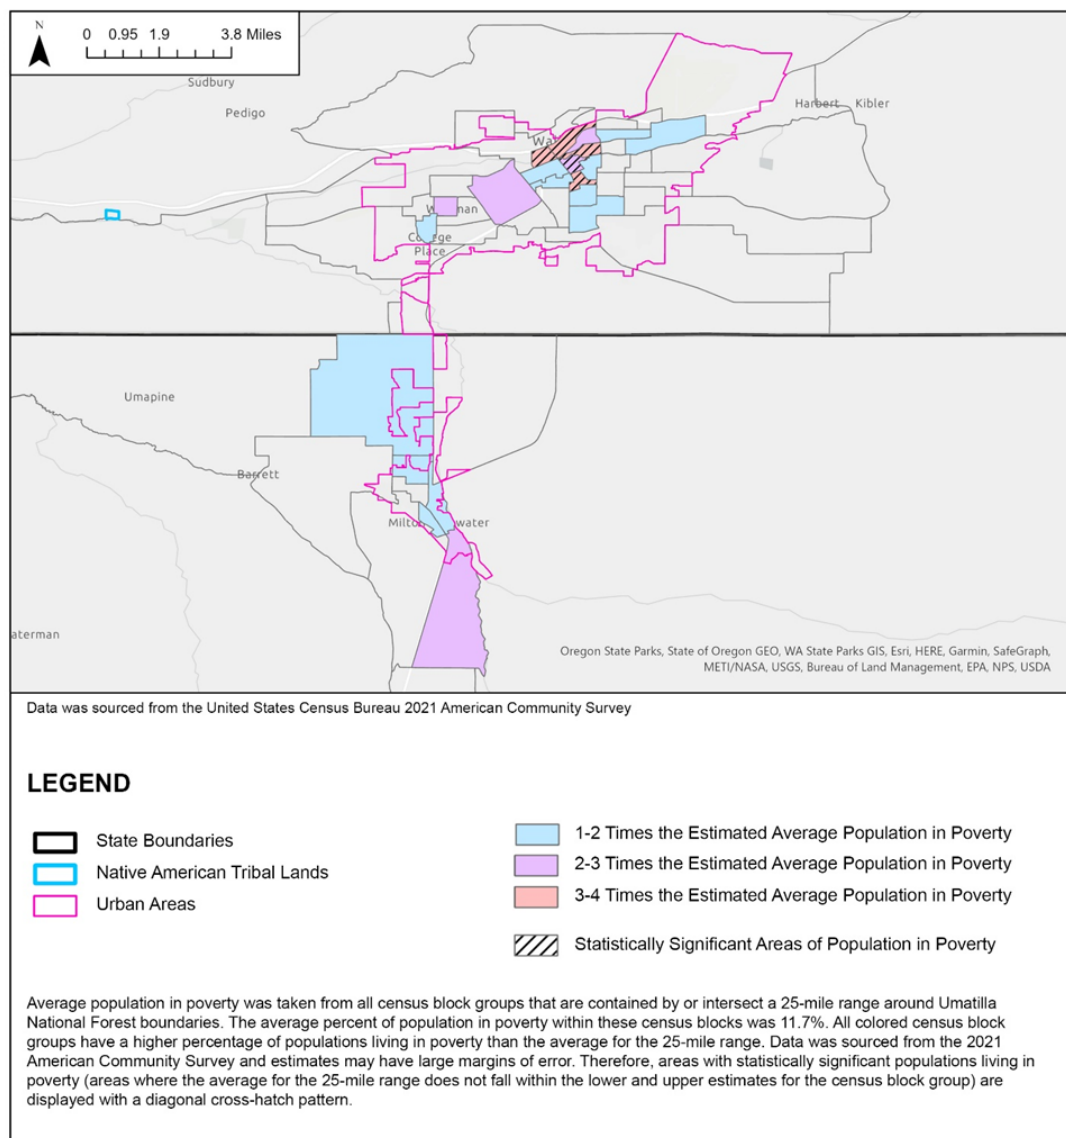 N
0 0.95 1.9 3.8 Miles
Sudbury
Pedigo
Harbert Kibler
Wa
W man
College
Place
Umapine
Barrett
Milto water
aterman
Oregon State Parks, State of Oregon GEO, WA State Parks GIS, Esri, HERE, Garmin, SafeGraph,
METI/NASA, USGS, Bureau of Land Management, EPA, NPS, USDA
Data was sourced from the United States Census Bureau 2021 American Community Survey
LEGEND
State Boundaries
Native American Tribal Lands
Urban Areas
1-2 Times the Estimated Average Population in Poverty
2-3 Times the Estimated Average Population in Poverty
3-4 Times the Estimated Average Population in Poverty
Statistically Significant Areas of Population in Poverty
Average population in poverty was taken from all census block groups that are contained by or intersect a 25-mile range around Umatilla
National Forest boundaries. The average percent of population in poverty within these census blocks was 11.7%. All colored census block
groups have a higher percentage of populations living in poverty than the average for the 25-mile range. Data was sourced from the 2021
American Community Survey and estimates may have large margins of error. Therefore, areas with statistically significant populations living in
poverty (areas where the average for the 25-mile range does not fall within the lower and upper estimates for the census block group) are
displayed with a diagonal cross-hatch pattern.